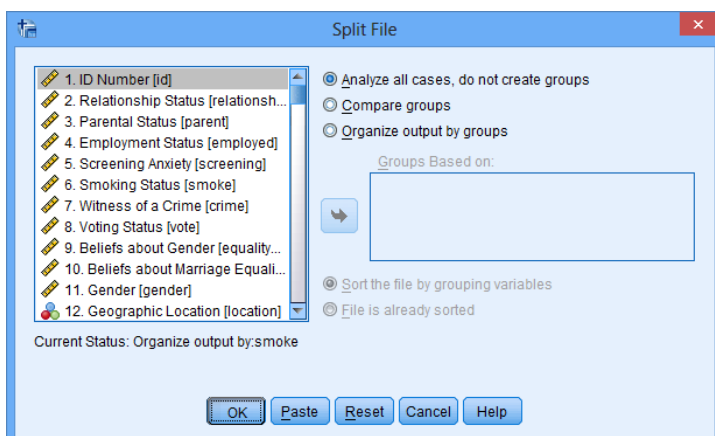 Split File
1. ID Number [id]
2. Relationship Status [relationsh...
3. Parental Status [parent]
4. Employment Status [employed]
5. Screening Anxiety [screening]
6. Smoking Status [smoke]
7. Witness of a Crime [crime]
8. Voting Status [vote]
9. Beliefs about Gender [equality...
10. Beliefs about Marriage Equali...
11. Gender [gender]
12. Geographic Location [location]
Analyze all cases, do not create groups
Compare groups
Organize output by groups
Groups Based on:
Sort the file by grouping variables
File is already sorted
Current Status: Organize output by:smoke
OK Paste Reset Cancel Help